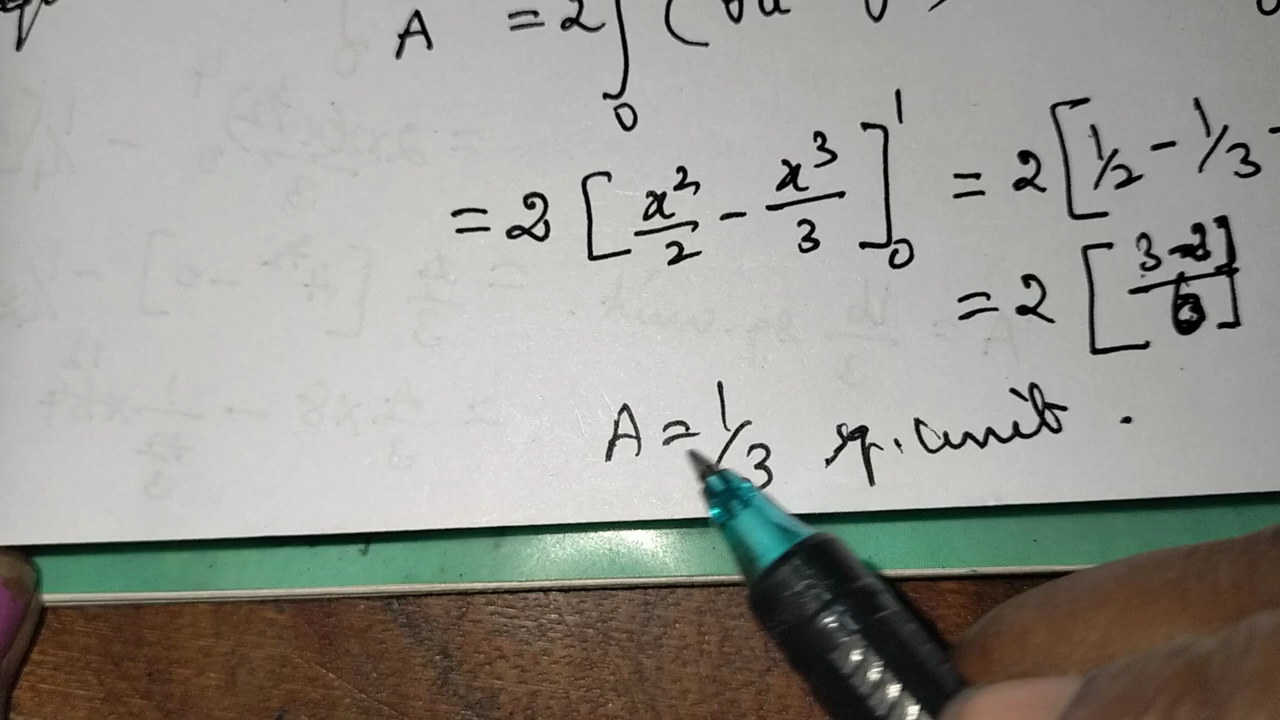 A = 2∫₀ (
= 2 [x²/2 - x³/3]₀¹ = 2 [1/2 - 1/3 -
= 2 [3-2/6]
A = 1/3 sq. unit.